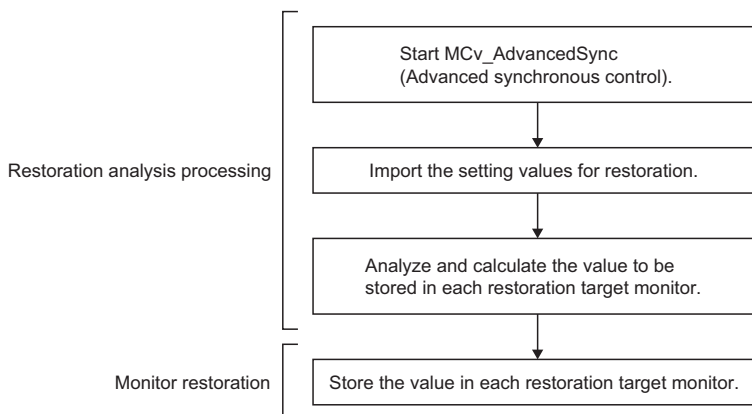 Start MCv_AdvancedSync
(Advanced synchronous control).
Restoration analysis processing
Import the setting values for restoration.
Analyze and calculate the value to be
stored in each restoration target monitor.
Monitor restoration
Store the value in each restoration target monitor.